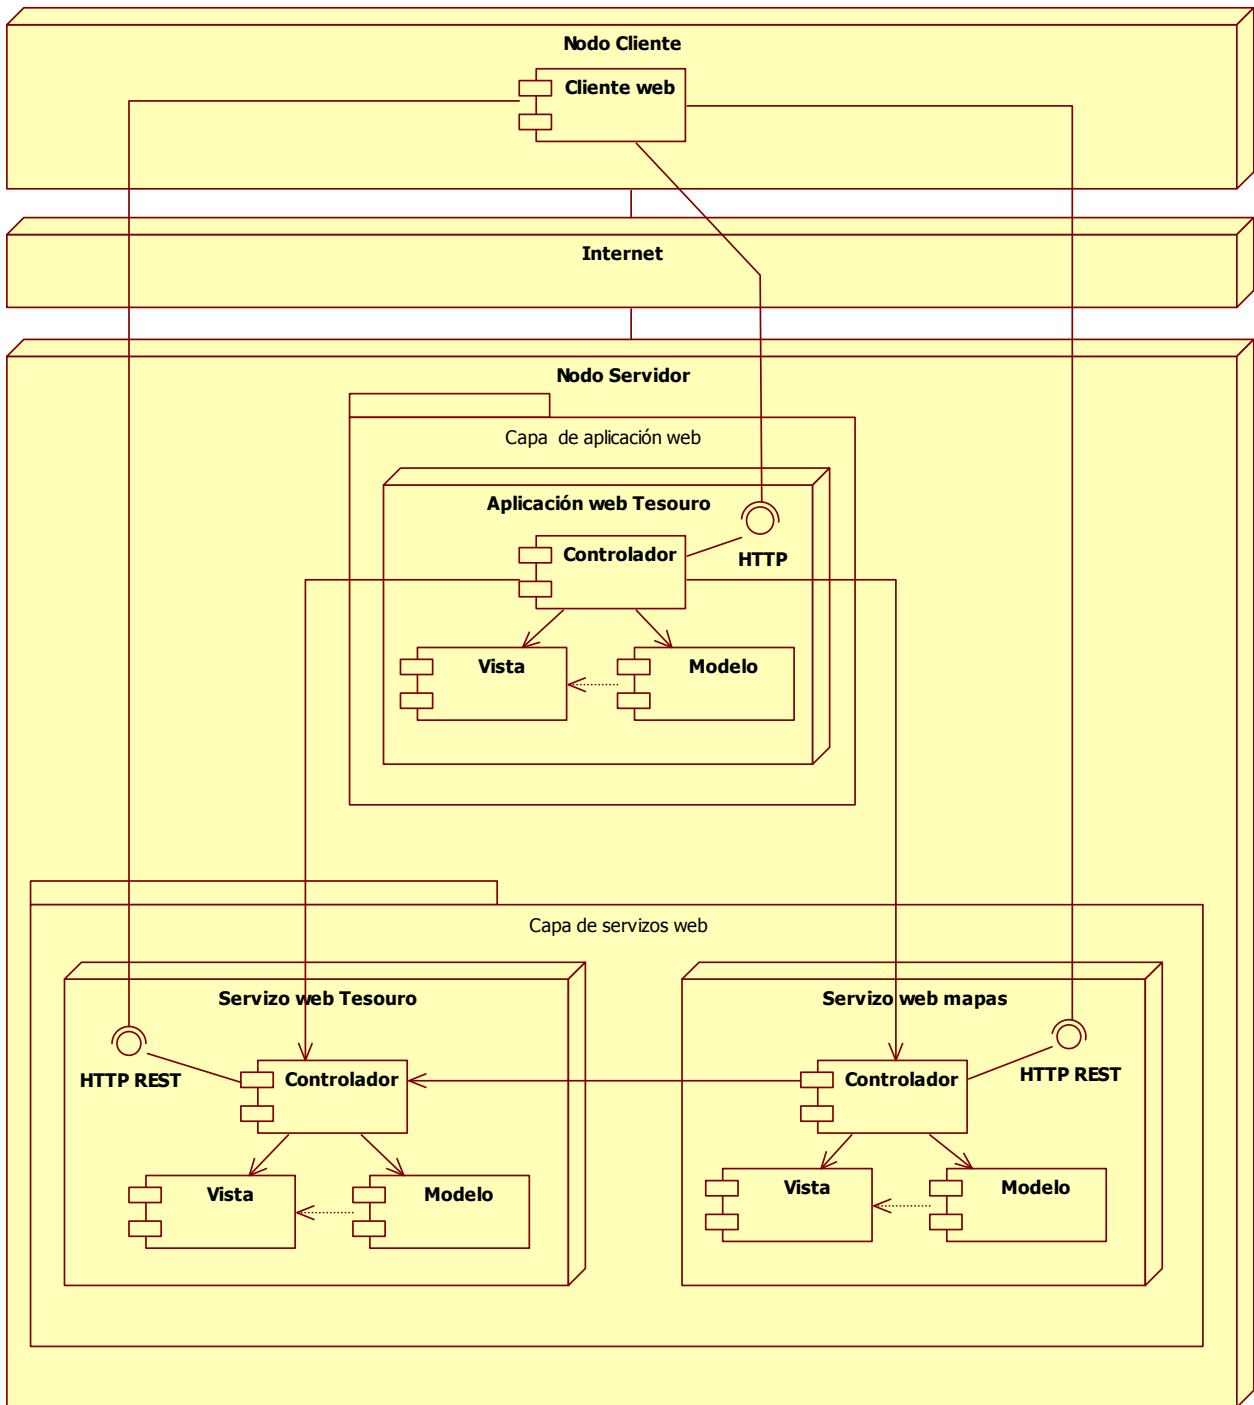 Nodo Cliente
Cliente web
Internet
Nodo Servidor
Capa de aplicación web
Aplicación web Tesouro
Controlador
HTTP
Vista
Modelo
Capa de servizos web
Servizo web Tesouro
Servizo web mapas
HTTP REST
Controlador
Controlador
HTTP REST
Vista
Modelo
Vista
Modelo